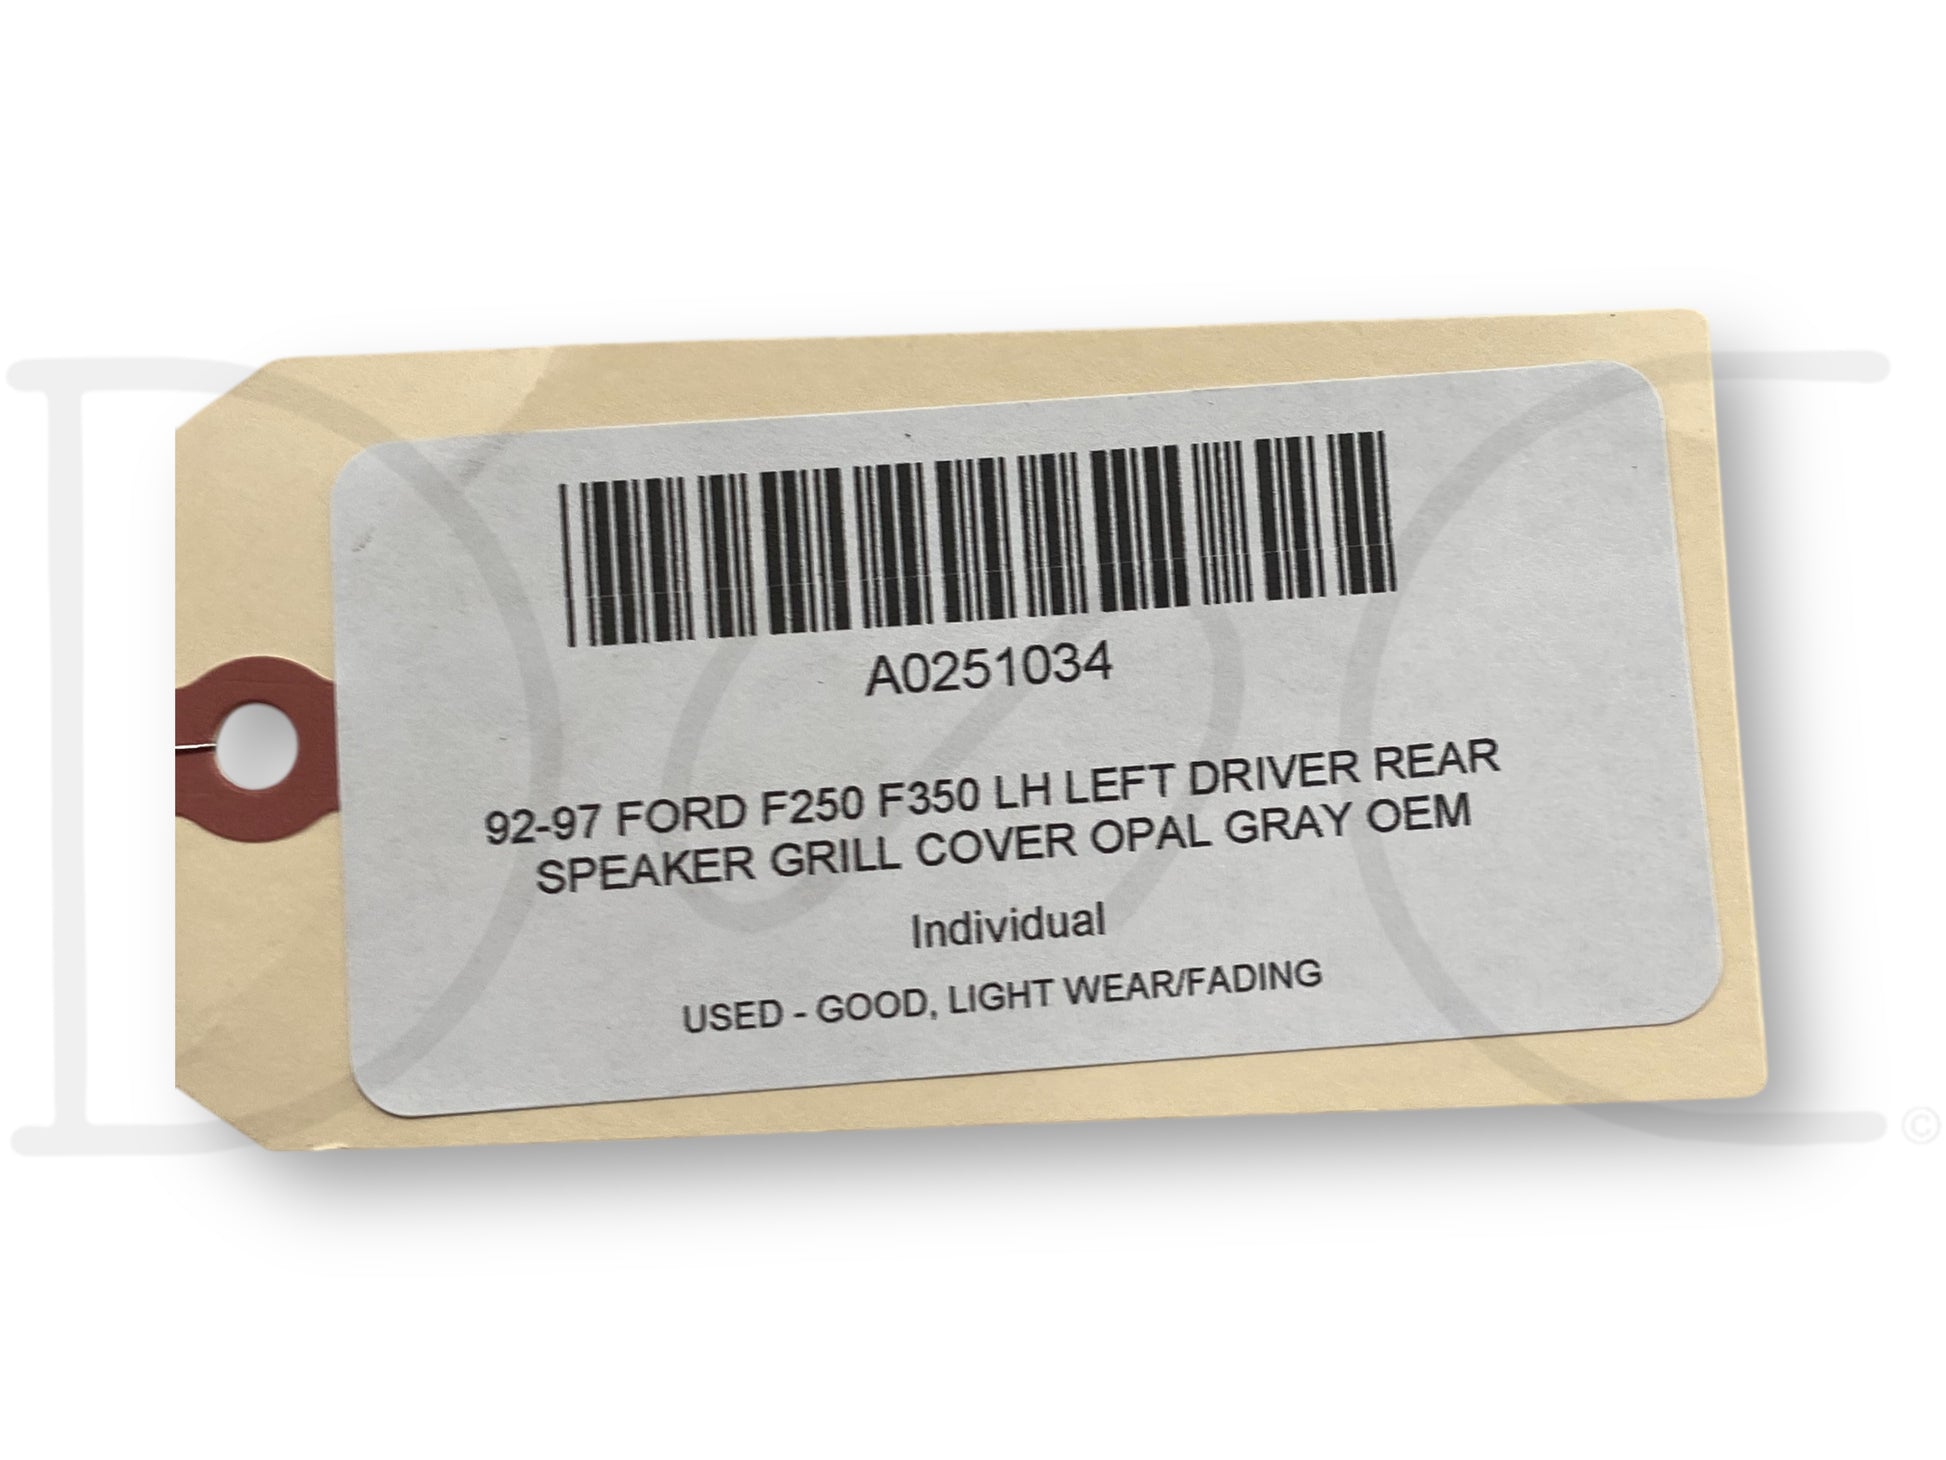 A0251034
92-97 FORD F250 F350 LH LEFT DRIVER REAR
SPEAKER GRILL COVER OPAL GRAY OEM
Individual
USED - GOOD, LIGHT WEAR/FADING
©